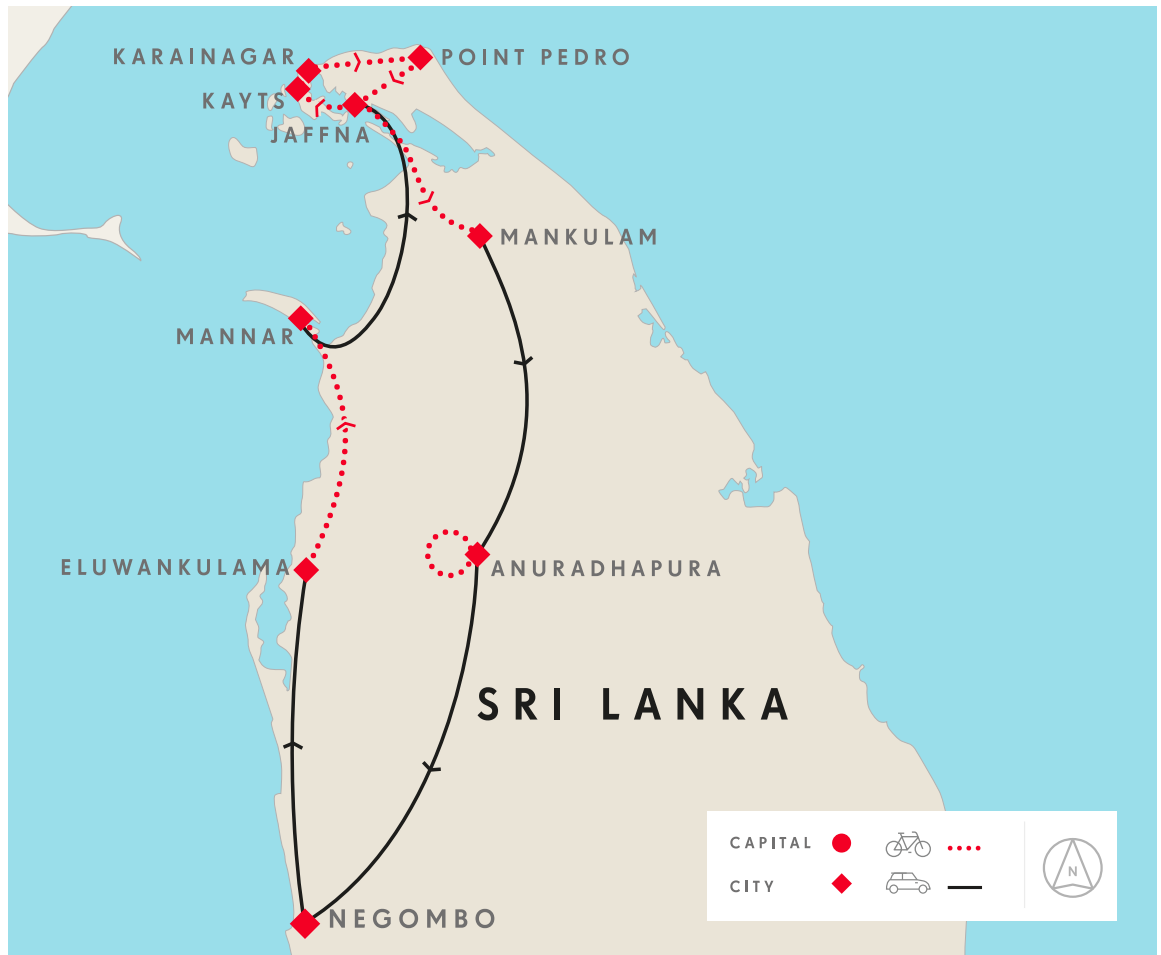 KARAINAGAR
POINT PEDRO
KAYTS
JAFFNA
MANKULAM
MANNAR
ELUWANKULAMA
ANURADHAPURA
SRI LANKA
NEGOMBO
CAPITAL
CITY
N